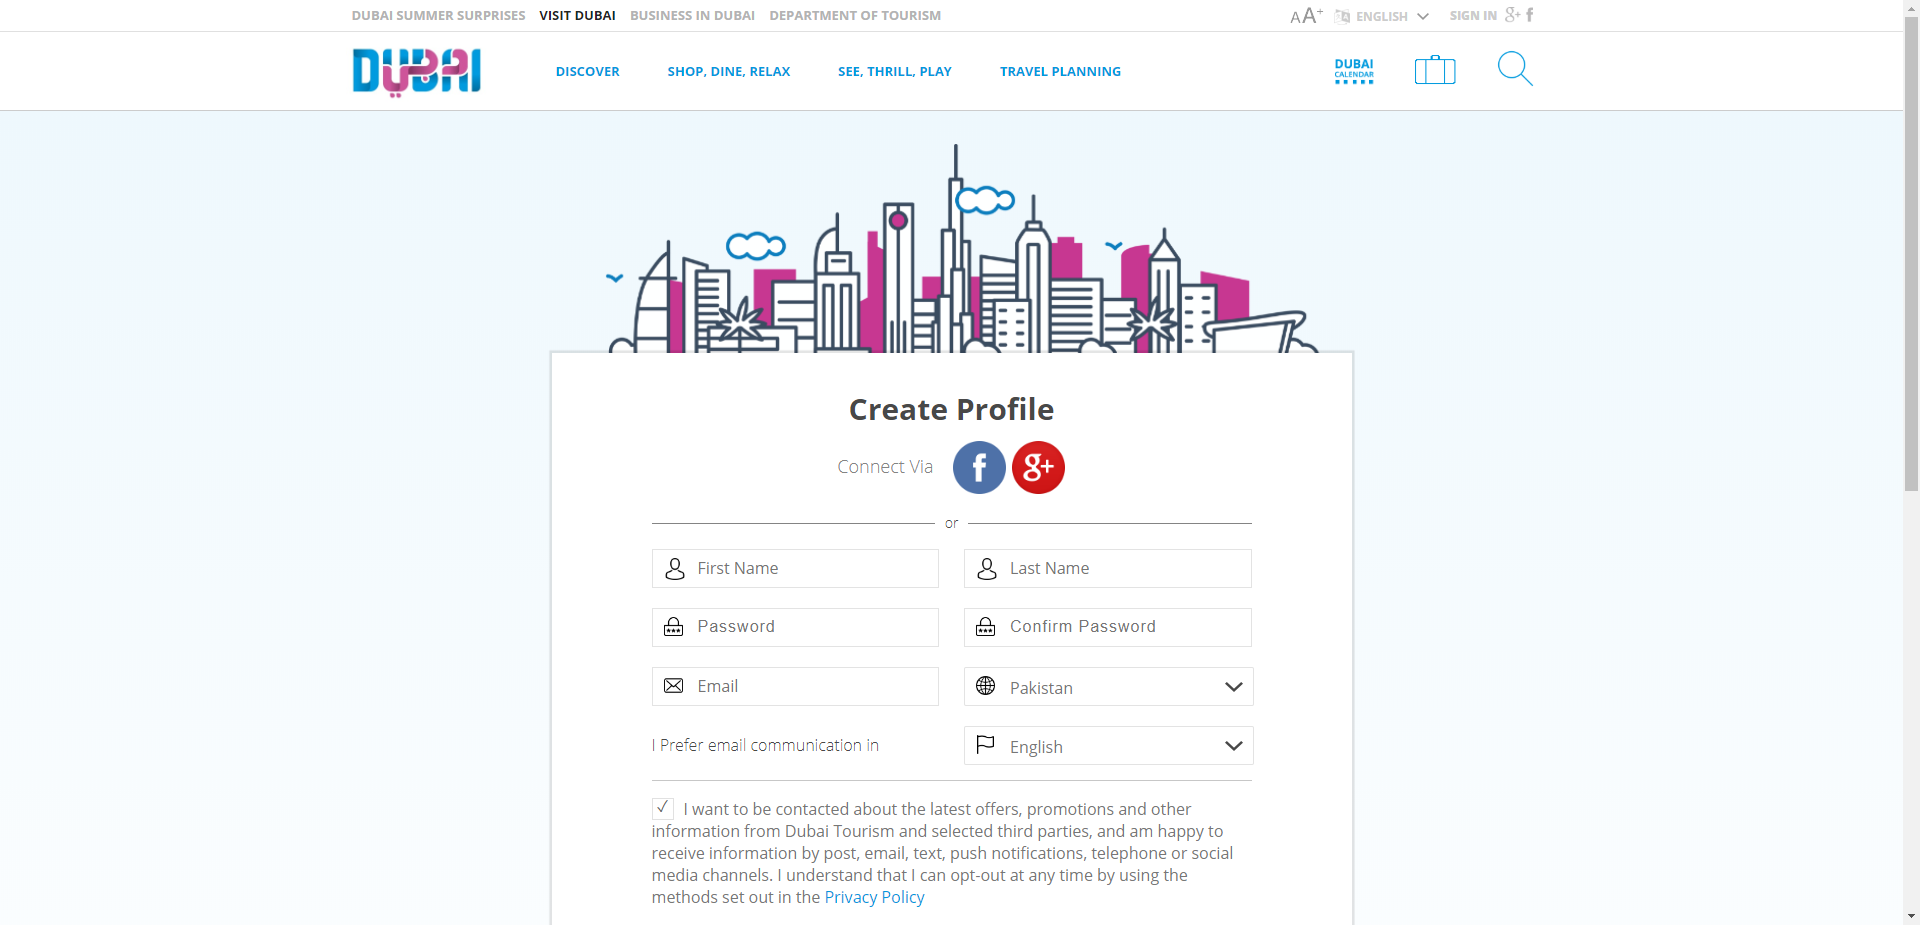 DUBAI SUMMER SURPRISES VISIT DUBAI BUSINESS IN DUBAI DEPARTMENT OF TOURISM AA+ ENGLISH SIGN IN g+ f
DUBAI DISCOVER SHOP, DINE, RELAX SEE, THRILL, PLAY TRAVEL PLANNING DUBAI
CALENDAR
Create Profile
Connect Via f g+
or
First Name Last Name
Password Confirm Password
Email Pakistan
I Prefer email communication in English
I want to be contacted about the latest offers, promotions and other
information from Dubai Tourism and selected third parties, and am happy to
receive information by post, email, text, push notifications, telephone or social
media channels. I understand that I can opt-out at any time by using the
methods set out in the Privacy Policy